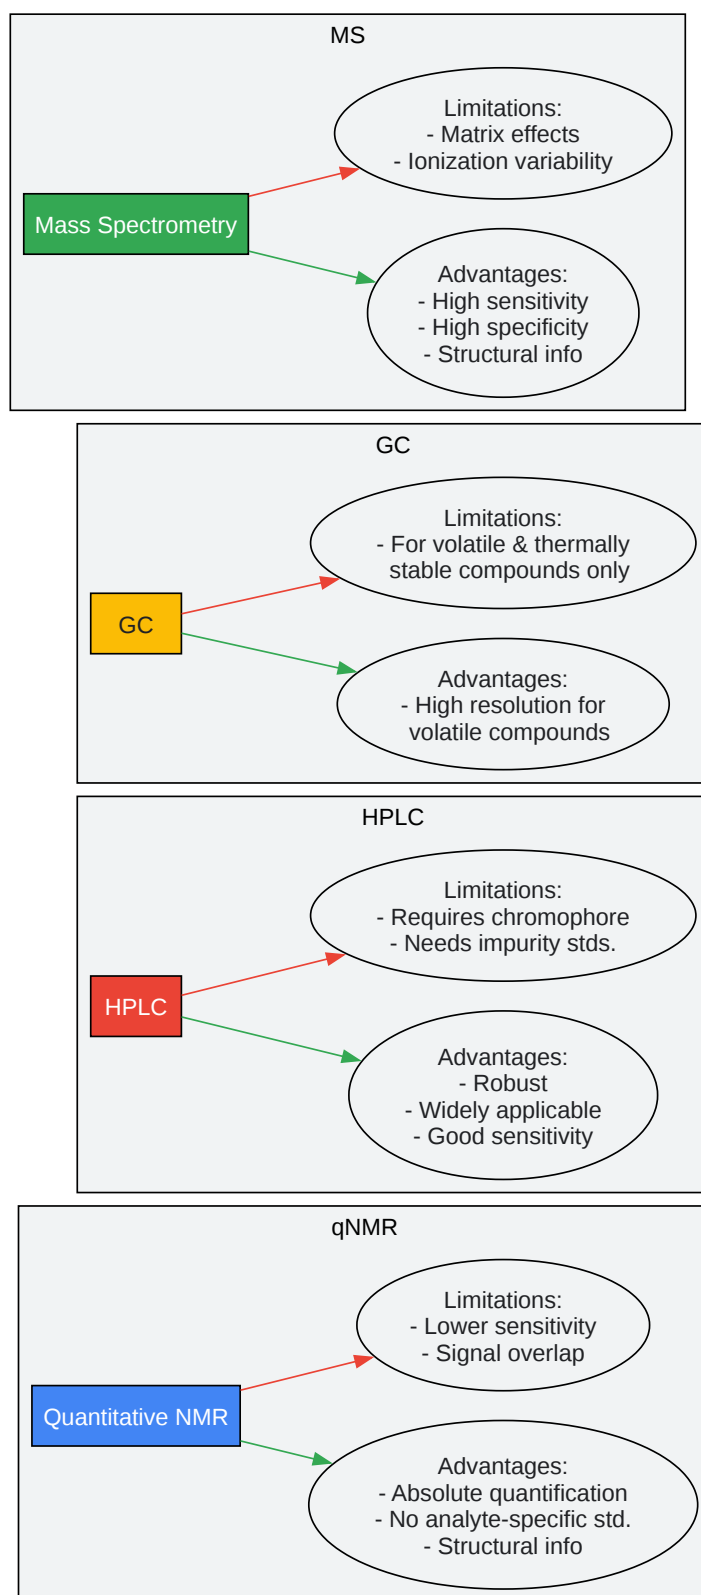 MS
Limitations:
- Matrix effects
- Ionization variability
Mass Spectrometry
Advantages:
- High sensitivity
- High specificity
- Structural info
GC
Limitations:
- For volatile & thermally
stable compounds only
GC
Advantages:
- High resolution for
volatile compounds
HPLC
Limitations:
- Requires chromophore
- Needs impurity stds.
HPLC
Advantages:
- Robust
- Widely applicable
- Good sensitivity
qNMR
Limitations:
- Lower sensitivity
- Signal overlap
Quantitative NMR
Advantages:
- Absolute quantification
- No analyte-specific std.
- Structural info